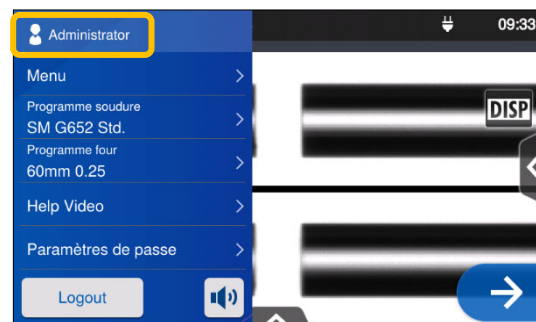 Administrator
09:33
Menu
Programme soudure
SM G652 Std.
DISP
Programme four
60mm 0.25
Help Video
Paramètres de passe
Logout